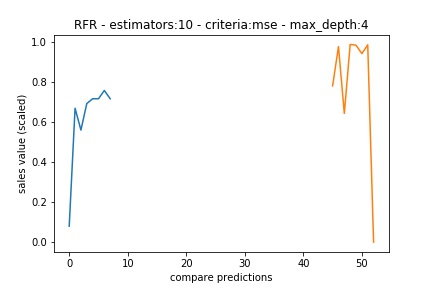 RFR - estimators:10 - criteria:mse - max_depth:4
1.0
0.8
0.6
0.4
0.2
0.0
sales value (scaled)
0 10 20 30 40 50
compare predictions